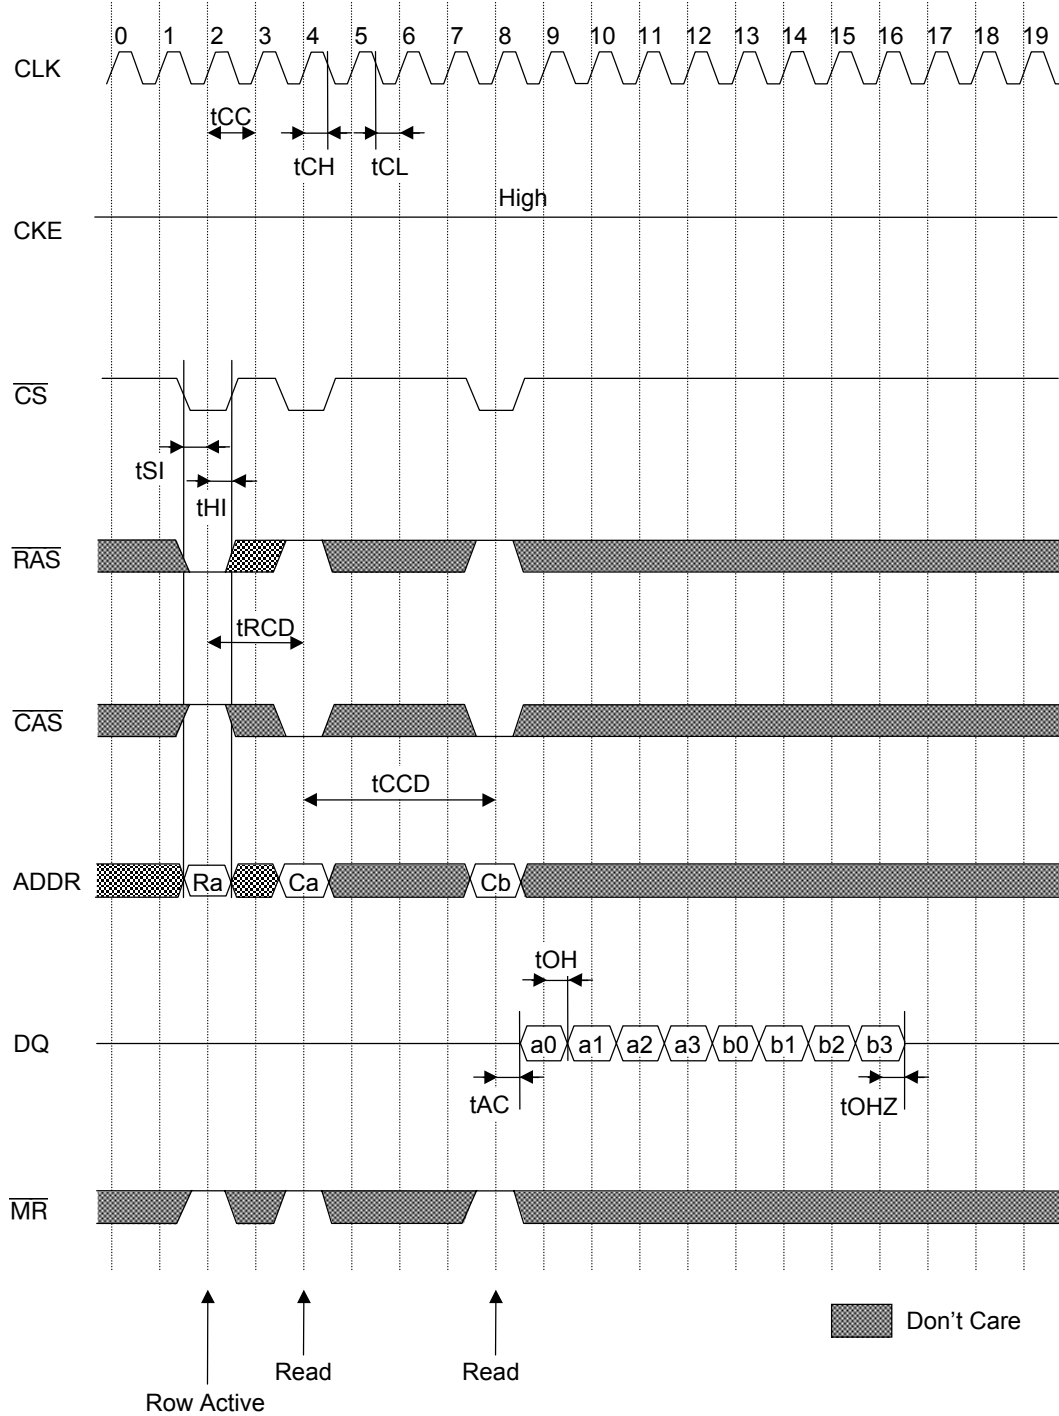 0 1 2 3 4 5 6 7 8 9 10 11 12 13 14 15 16 17 18 19
CLK
tCC
tCH tCL
High
CKE
CS
tSI
tHI
RAS
tRCD
CAS
tCCD
ADDR Ra Ca Cb
tOH
DQ a0 a1 a2 a3 b0 b1 b2 b3
tAC tOHZ
MR
Don't Care
Read Read
Row Active